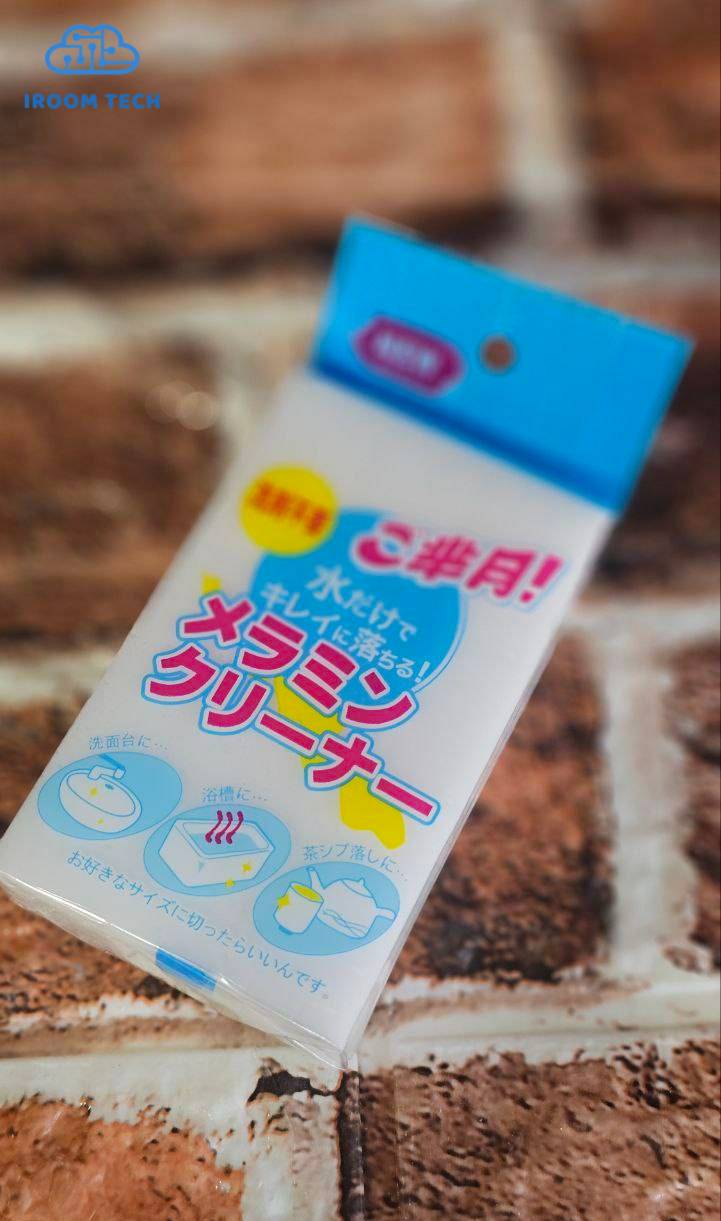 IROOM TECH
ご芈月!
水だけで
キレイに落ちる!
メラミン
クリーナー
洗面台に…
浴槽に…
茶シブ落しに…
お好きなサイズに切ったらいいんです。